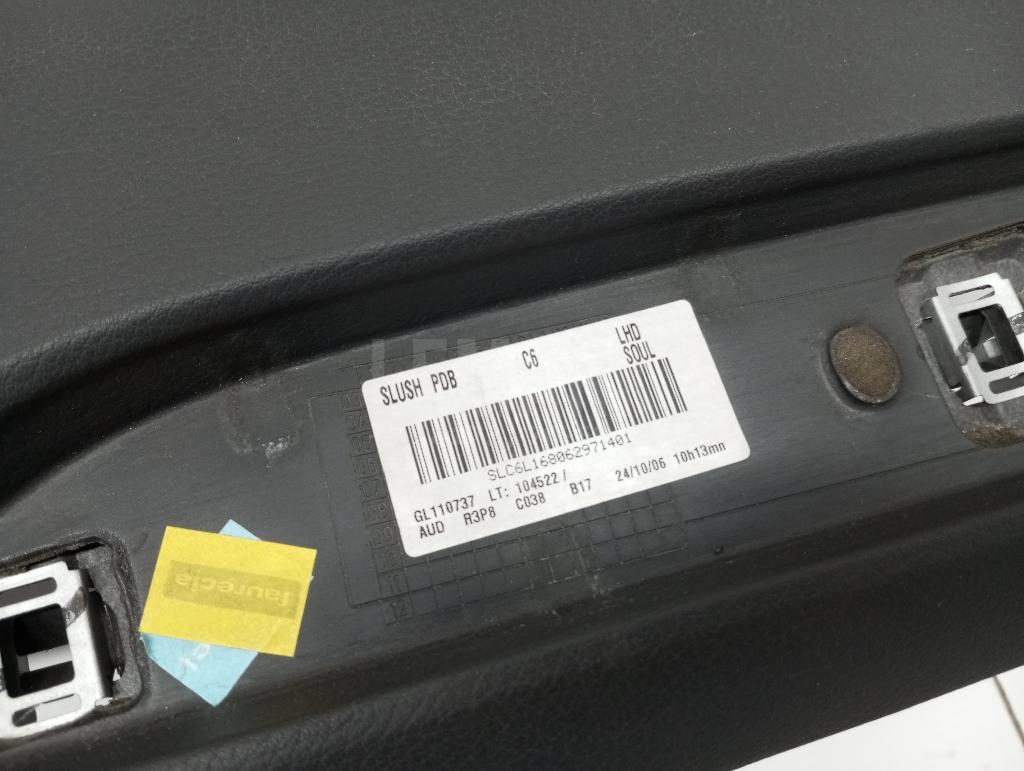 SLUSH PDB C6 LHD
SOUL
SLC6L168062971401
GL110737 LT: 104522/
AUD R3P8 C038 B17 24/10/06 10h13mn
faurecia